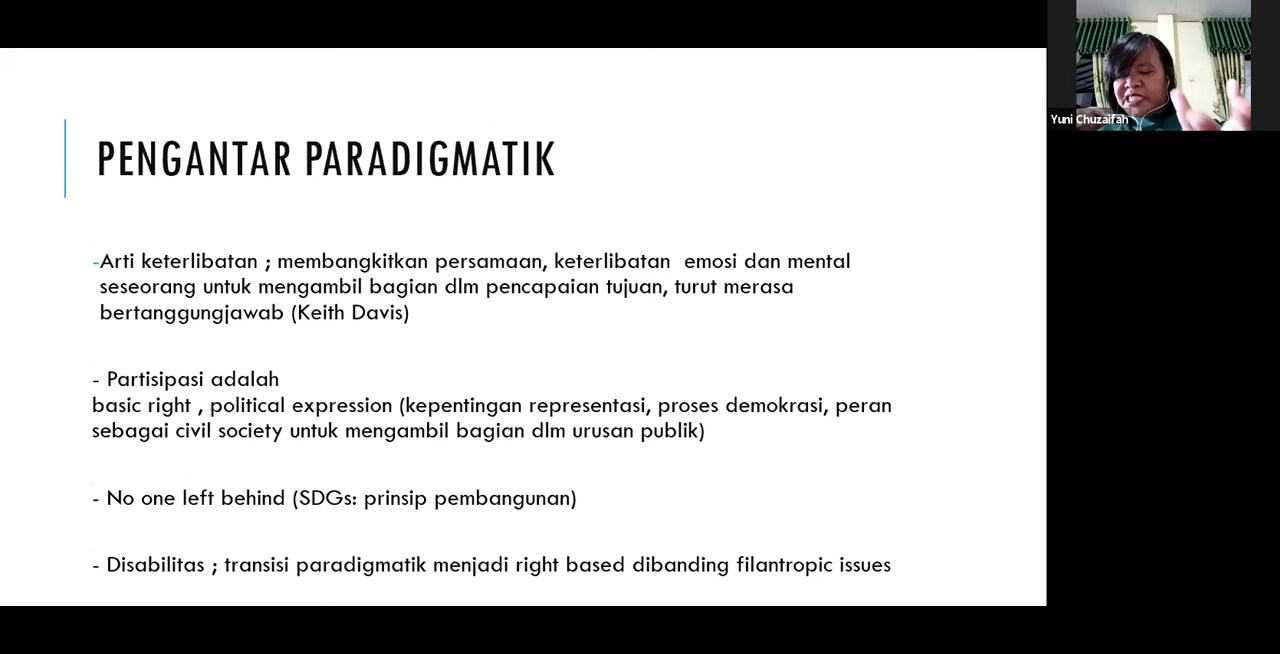 PENGANTAR PARADIGMATIK
-Arti keterlibatan ; membangkitkan persamaan, keterlibatan  emosi dan mental
seseorang untuk mengambil bagian dlm pencapaian tujuan, turut merasa
bertanggungjawab (Keith Davis)
- Partisipasi adalah
basic right , political expression (kepentingan representasi, proses demokrasi, peran
sebagai civil society untuk mengambil bagian dlm urusan publik)
- No one left behind (SDGs: prinsip pembangunan)
- Disabilitas ; transisi paradigmatik menjadi right based dibanding filantropic issues
Yuni Chuzaifah